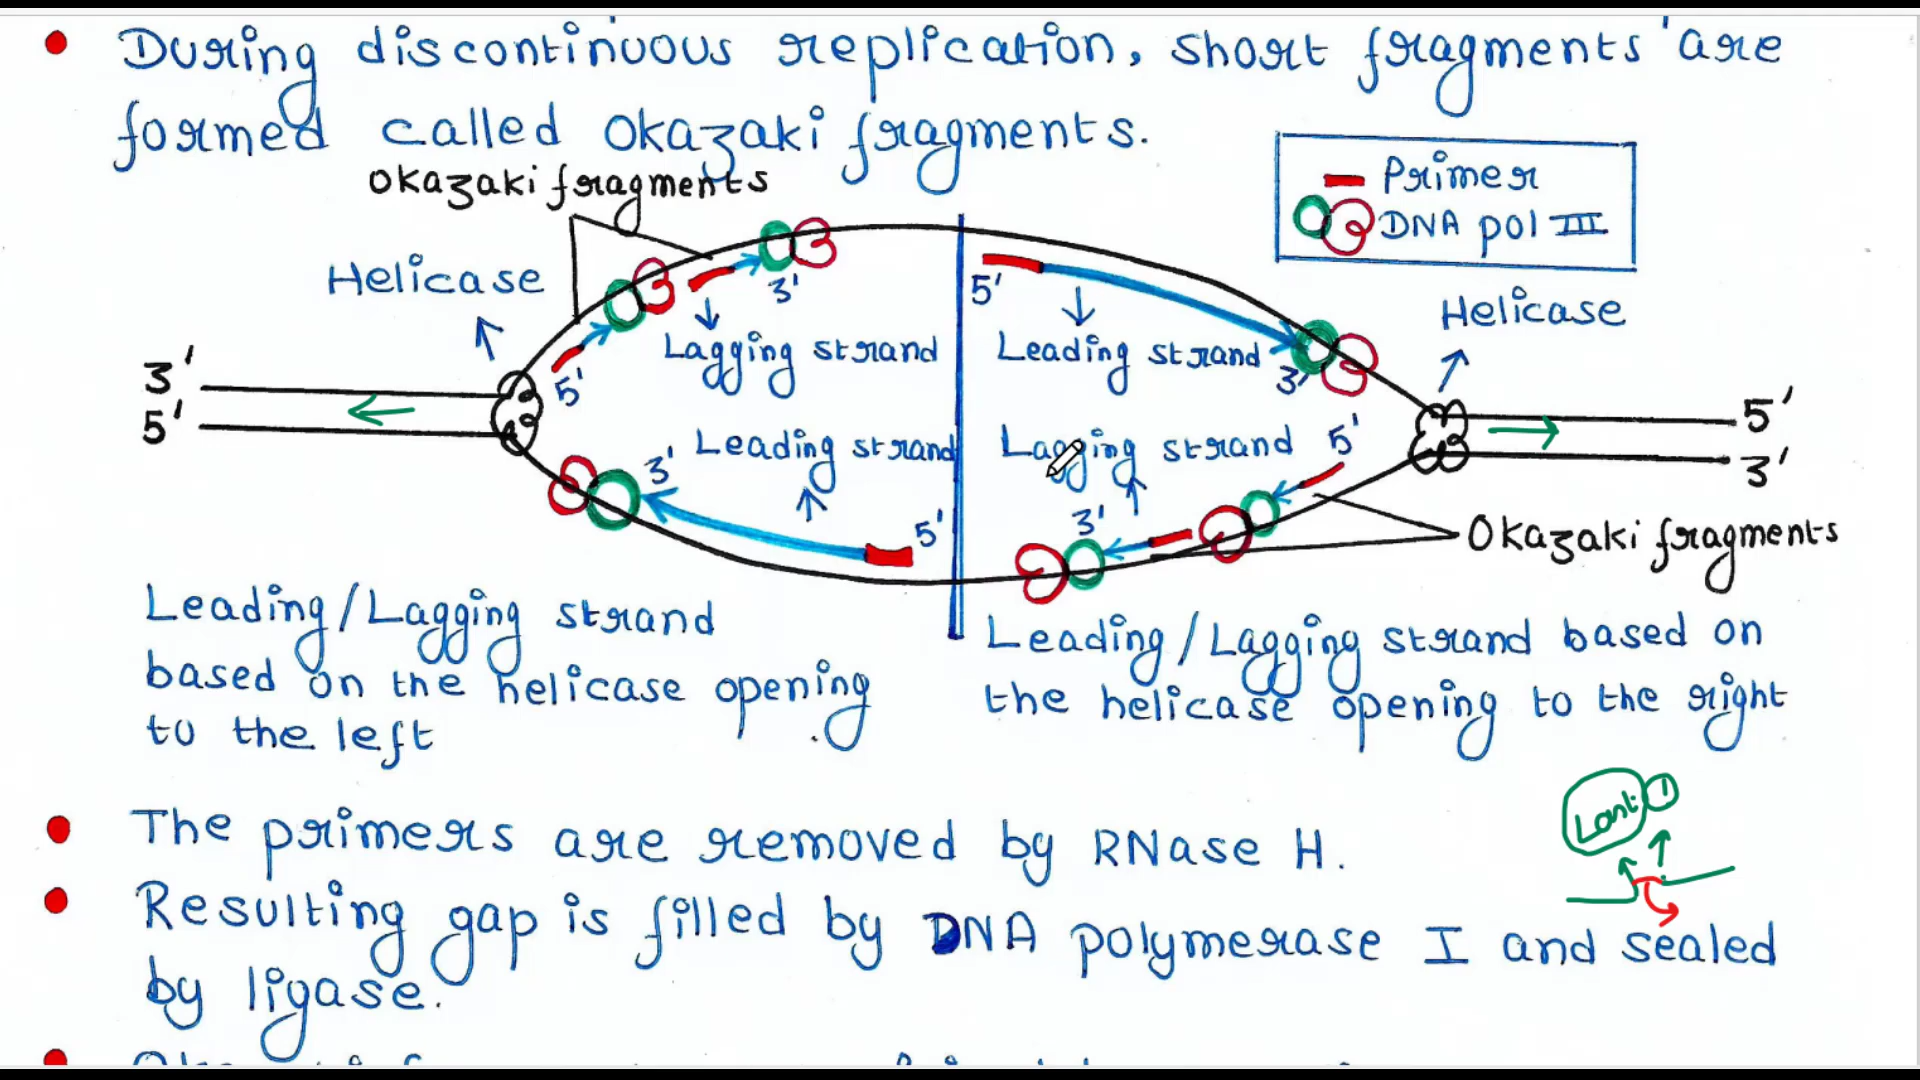 During discontinuous replication, short fragments are
formed called Okazaki fragments.
Okazaki fragments
Primer
DNA pol III
Helicase
3'
5'
Lagging strand
Leading strand
Helicase
5'
3'
3'
5'
5'
3'
Leading strand
Lagging strand
5'
3'
5'
3'
Okazaki fragments
Leading/Lagging strand
based on the helicase opening
to the left
Leading/Lagging strand based on
the helicase opening to the right
The primers are removed by RNase H.
Resulting gap is filled by DNA polymerase I and sealed
by ligase.